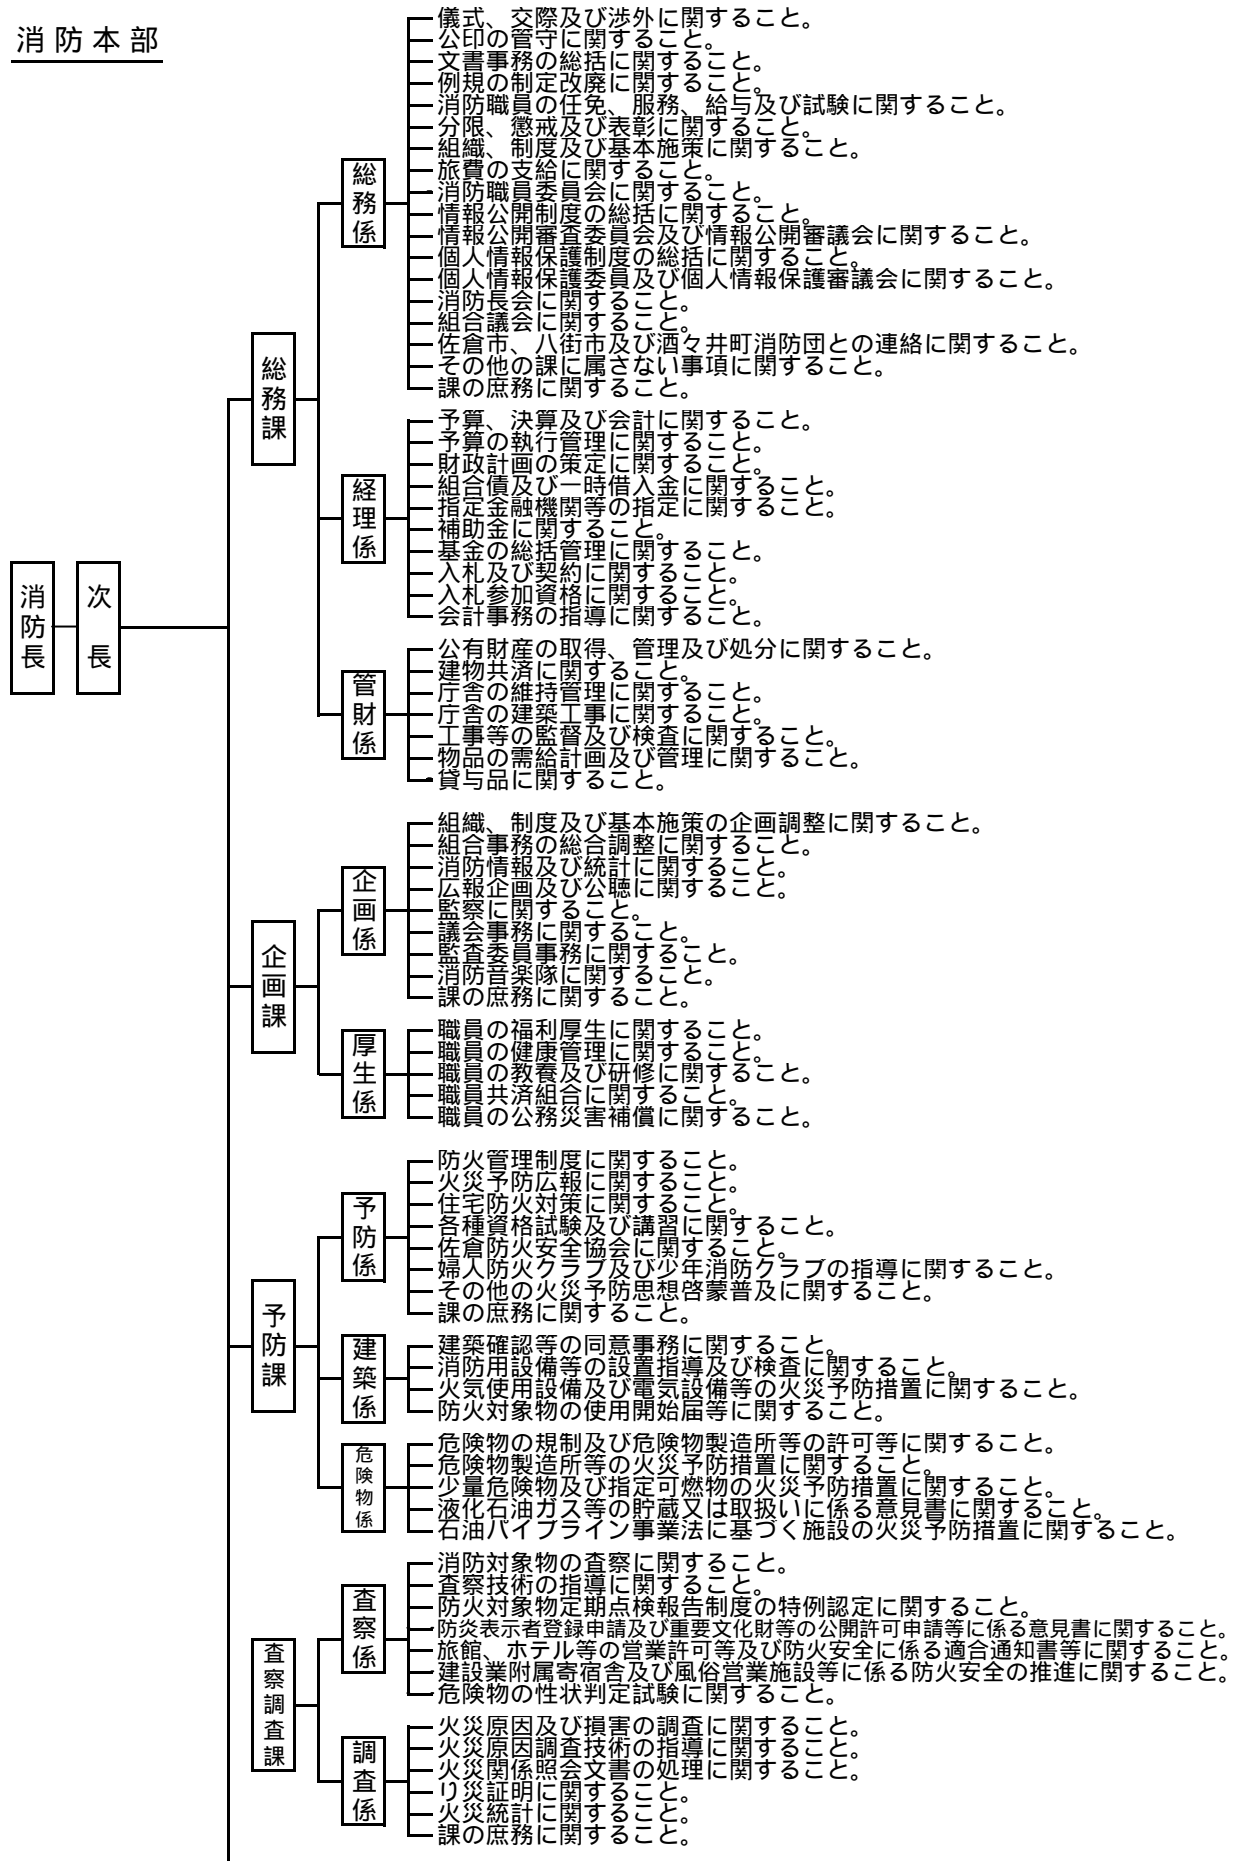 消防本部
消防長
次長
総務課
総務係
儀式、交際及び渉外に関すること。
公印の管守に関すること。
文書事務の総括に関すること。
例規の制定改廃に関すること。
消防職員の任免、服務、給与及び試験に関すること。
分限、懲戒及び表彰に関すること。
組織、制度及び基本施策に関すること。
旅費の支給に関すること。
消防職員委員会に関すること。
情報公開制度の総括に関すること。
情報公開審査委員会及び情報公開審議会に関すること。
個人情報保護制度の総括に関すること。
個人情報保護委員及び個人情報保護審議会に関すること。
消防長会に関すること。
組合議会に関すること。
佐倉市、八街市及び酒々井町消防団との連絡に関すること。
その他の課に属さない事項に関すること。
課の庶務に関すること。
経理係
予算、決算及び会計に関すること。
予算の執行管理に関すること。
財政計画の策定に関すること。
組合債及び一時借入金に関すること。
指定金融機関等の指定に関すること。
補助金に関すること。
基金の総括管理に関すること。
入札及び契約に関すること。
入札参加資格に関すること。
会計事務の指導に関すること。
管財係
公有財産の取得、管理及び処分に関すること。
建物共済に関すること。
庁舎の維持管理に関すること。
庁舎の建築工事に関すること。
工事等の監督及び検査に関すること。
物品の需給計画及び管理に関すること。
貸与品に関すること。
企画課
企画係
組織、制度及び基本施策の企画調整に関すること。
組合事務の総合調整に関すること。
消防情報及び統計に関すること。
広報企画及び公聴に関すること。
監察に関すること。
議会事務に関すること。
監査委員事務に関すること。
消防音楽隊に関すること。
課の庶務に関すること。
厚生係
職員の福利厚生に関すること。
職員の健康管理に関すること。
職員の教養及び研修に関すること。
職員共済組合に関すること。
職員の公務災害補償に関すること。
予防課
予防係
防火管理制度に関すること。
火災予防広報に関すること。
住宅防火対策に関すること。
各種資格試験及び講習に関すること。
佐倉防火安全協会に関すること。
婦人防火クラブ及び少年消防クラブの指導に関すること。
その他の火災予防思想啓蒙普及に関すること。
課の庶務に関すること。
建築係
建築確認等の同意事務に関すること。
消防用設備等の設置指導及び検査に関すること。
火気使用設備及び電気設備等の火災予防措置に関すること。
防火対象物の使用開始届等に関すること。
危険物係
危険物の規制及び危険物製造所等の許可等に関すること。
危険物製造所等の火災予防措置に関すること。
少量危険物及び指定可燃物の火災予防措置に関すること。
液化石油ガス等の貯蔵又は取扱いに係る意見書に関すること。
石油パイプライン事業法に基づく施設の火災予防措置に関すること。
査察調査課
査察係
消防対象物の査察に関すること。
査察技術の指導に関すること。
防火対象物定期点検報告制度の特例認定に関すること。
防炎表示者登録申請及び重要文化財等の公開許可申請等に係る意見書に関すること。
旅館、ホテル等の営業許可等及び防火安全に係る適合通知書等に関すること。
建設業附属寄宿舎及び風俗営業施設等に係る防火安全の推進に関すること。
危険物の性状判定試験に関すること。
調査係
火災原因及び損害の調査に関すること。
火災原因調査技術の指導に関すること。
火災関係照会文書の処理に関すること。
り災証明に関すること。
火災統計に関すること。
課の庶務に関すること。